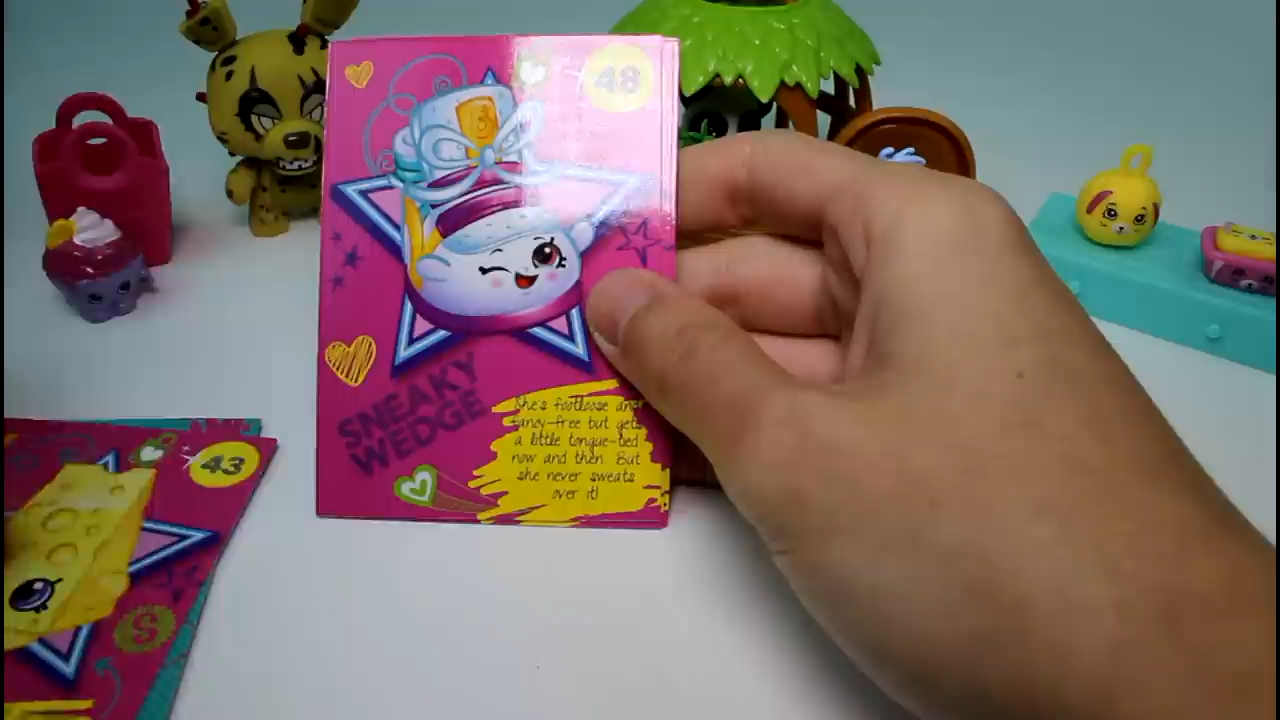 48
SNEAKY
WEDGE
She's footloose and
fancy-free but gets
a little tongue-tied
now and then. But
she never sweats
over it!
43
S